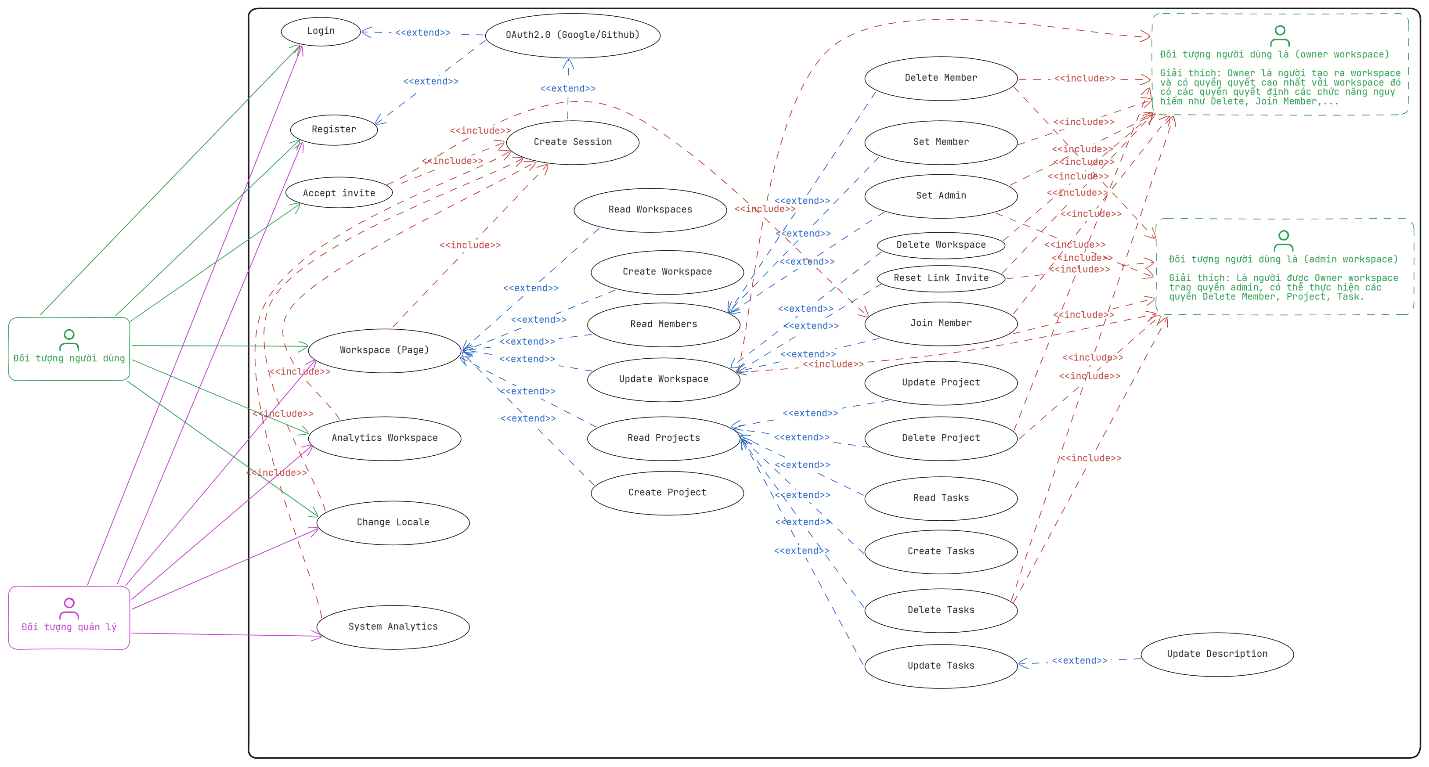 Login
<<extend>>
OAuth2.0 (Google/Github)
<<extend>>
<<extend>>
Register
<<include>>
Create Session
<<include>>
Accept invite
Read Workspaces
<<include>>
<<include>>
Create Workspace
<<extend>>
<<extend>>
Read Members
<<extend>>
Workspace (Page)
<<extend>>
Update Workspace
<<include>>
<<extend>>
<<include>>
<<extend>>
Analytics Workspace
Read Projects
<<include>>
Create Project
Change Locale
System Analytics
Đối tượng người dùng
Đối tượng quản lý
Delete Member
<<include>>
<<include>>
Set Member
<<include>>
<<include>>
<<include>>
Set Admin
<<include>>
<<extend>>
<<include>>
<<extend>>
Delete Workspace
<<include>>
<<extend>>
<<include>>
<<include>>
Reset Link Invite
<<extend>>
<<include>>
Join Member
<<extend>>
<<extend>>
<<include>>
<<include>>
<<include>>
Update Project
<<extend>>
Delete Project
<<extend>>
<<include>>
<<extend>>
Read Tasks
<<extend>>
<<extend>>
Create Tasks
<<extend>>
Delete Tasks
Update Tasks
<<extend>>
Update Description
Đối tượng người dùng là (owner workspace)
Giải thích: Owner là người tạo ra workspace
và có quyền quyết cao nhất với workspace đó
có các quyền quyết định các chức năng nguy
hiểm như Delete, Join Member,...
Đối tượng người dùng là (admin workspace)
Giải thích: Là người được Owner workspace
trao quyền admin, có thể thực hiện các
quyền Delete Member, Project, Task.